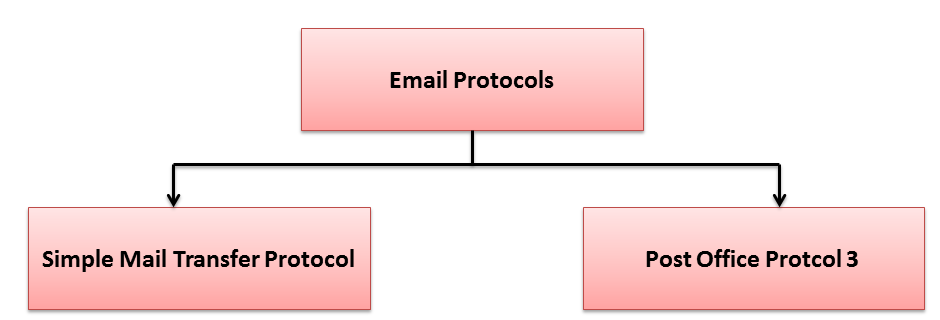 Email Protocols
Simple Mail Transfer Protocol
Post Office Protcol 3